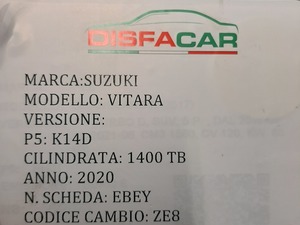 DISFACAR
MARCA:SUZUKI
MODELLO: VITARA
VERSIONE:
P5: K14D
CILINDRATA: 1400 TB
ANNO: 2020
N. SCHEDA: EBEY
CODICE CAMBIO: ZE8